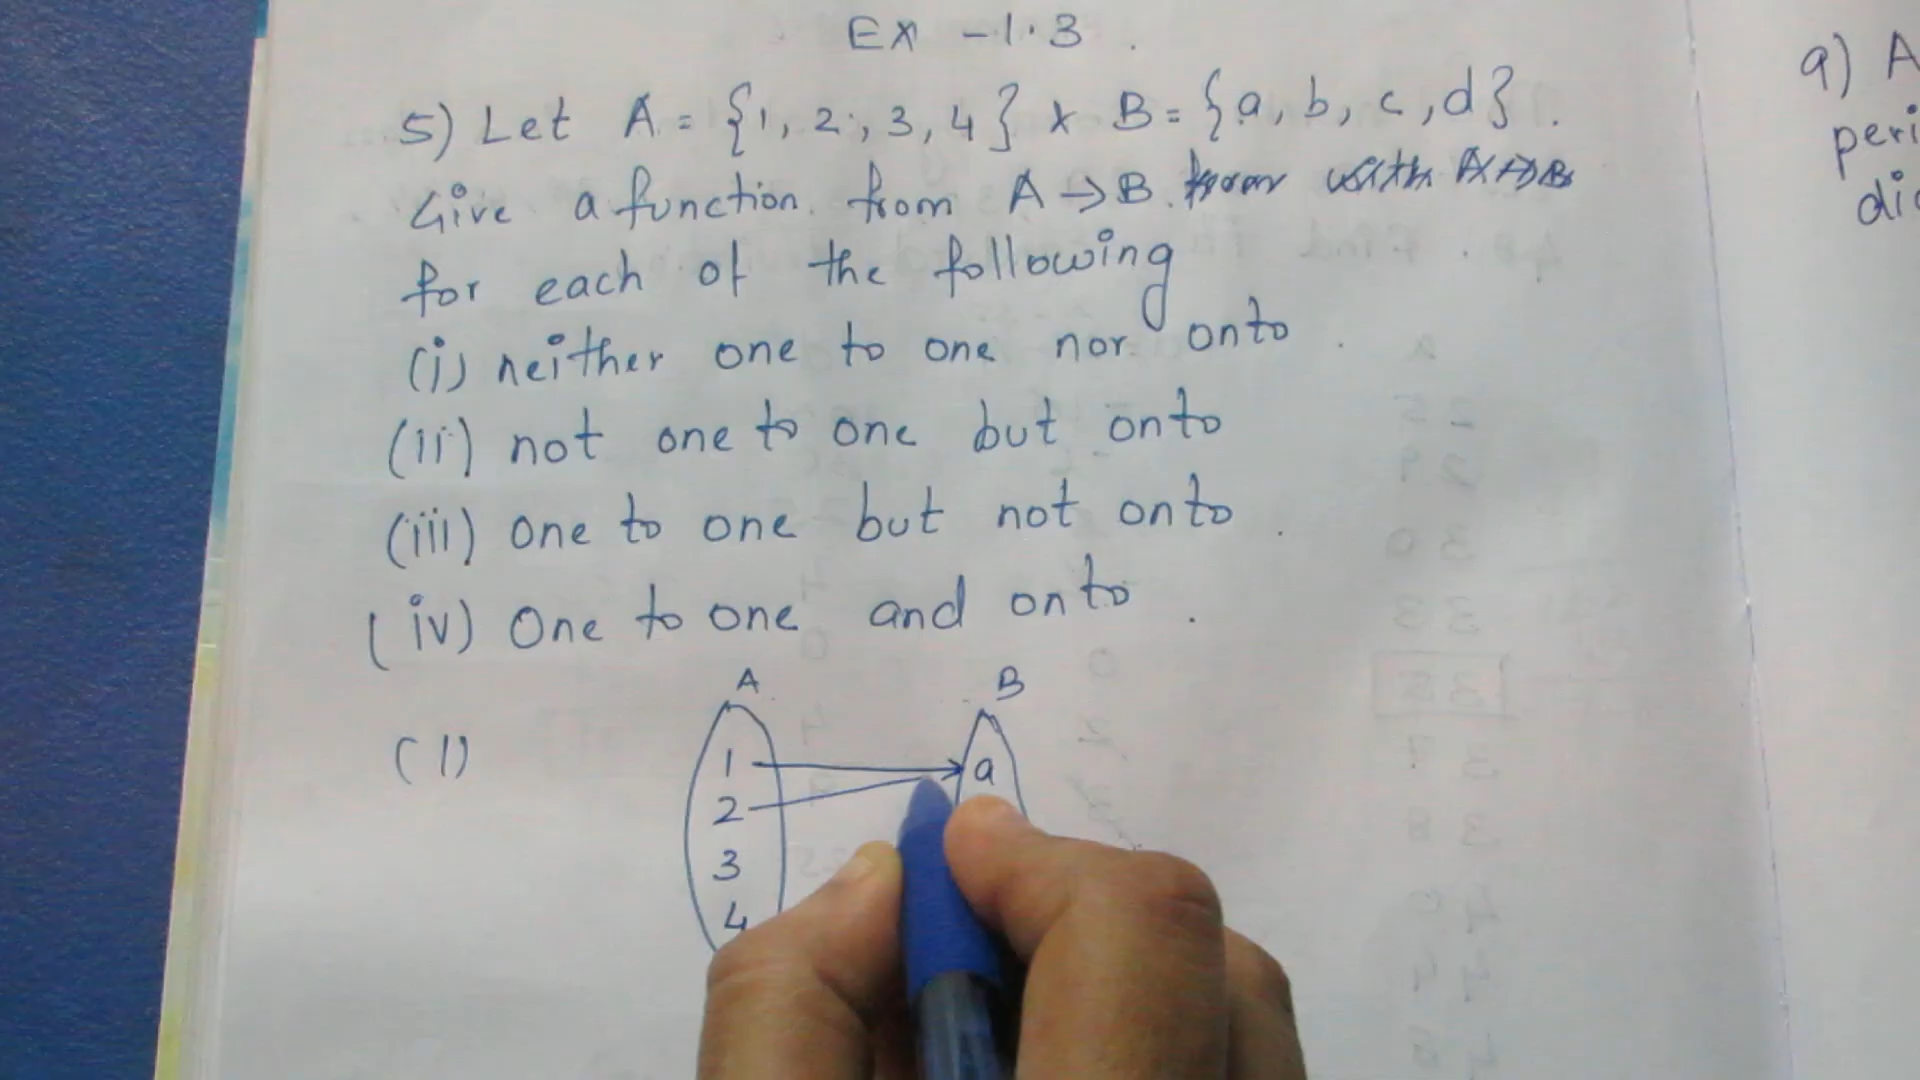 Ex - 1.3
5) Let A = {1, 2, 3, 4} & B = {a, b, c, d}.
Give a function from A → B.
for each of the following
(i) neither one to one nor onto.
(ii) not one to one but onto
(iii) one to one but not onto.
(iv) One to one and onto.
A B
(1)
1 a
2
3
4
9) A
peri
dic